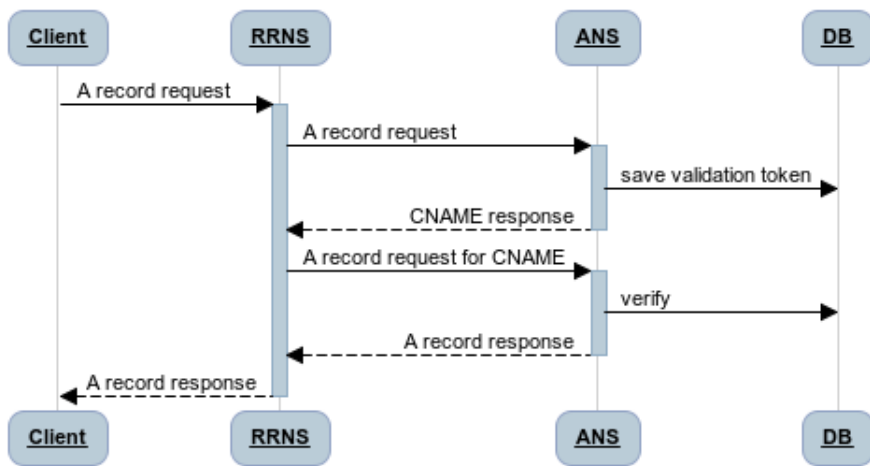 Client
RRNS
ANS
DB
A record request
A record request
save validation token
CNAME response
A record request for CNAME
verify
A record response
A record response
Client
RRNS
ANS
DB